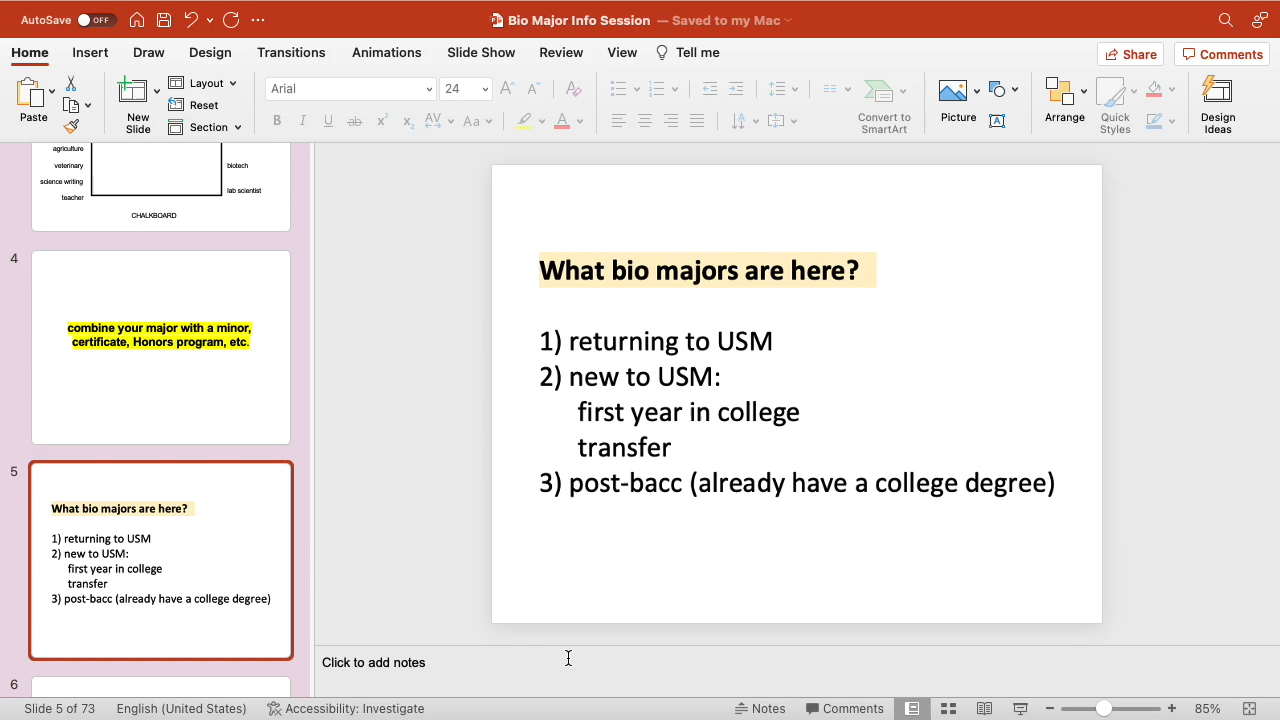 AutoSave OFF
Bio Major Info Session — Saved to my Mac
Home Insert Draw Design Transitions Animations Slide Show Review View Tell me
Share Comments
Paste
New Slide
Layout
Reset
Section
Arial 24
B I U ab x² X₂ AV Aa A
Convert to SmartArt
Picture
Arrange
Quick Styles
Design Ideas
agriculture
veterinary
science writing
teacher
biotech
lab scientist
CHALKBOARD
4
combine your major with a minor,
certificate, Honors program, etc.
5
What bio majors are here?
1) returning to USM
2) new to USM:
first year in college
transfer
3) post-bacc (already have a college degree)
6
What bio majors are here?
1) returning to USM
2) new to USM:
first year in college
transfer
3) post-bacc (already have a college degree)
Click to add notes
Slide 5 of 73 English (United States) Accessibility: Investigate Notes Comments 85%